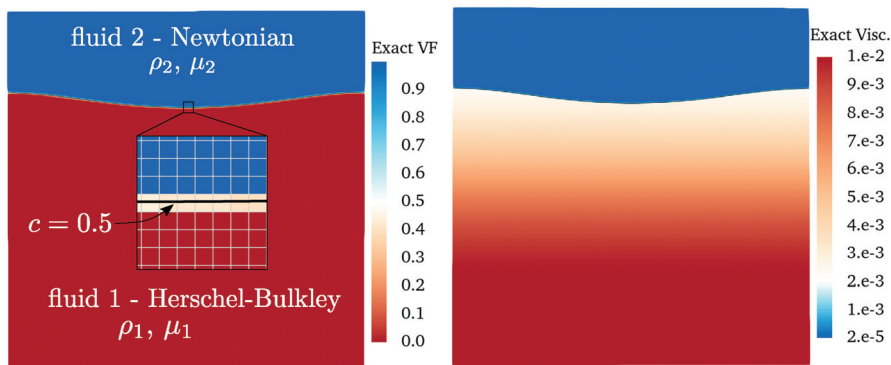 fluid 2 - Newtonian
ρ₂, μ₂
c = 0.5
fluid 1 - Herschel-Bulkley
ρ₁, μ₁
Exact VF
0.9
0.8
0.7
0.6
0.5
0.4
0.3
0.2
0.1
0.0
Exact Visc.
1.e-2
9.e-3
8.e-3
7.e-3
6.e-3
5.e-3
4.e-3
3.e-3
2.e-3
1.e-3
2.e-5